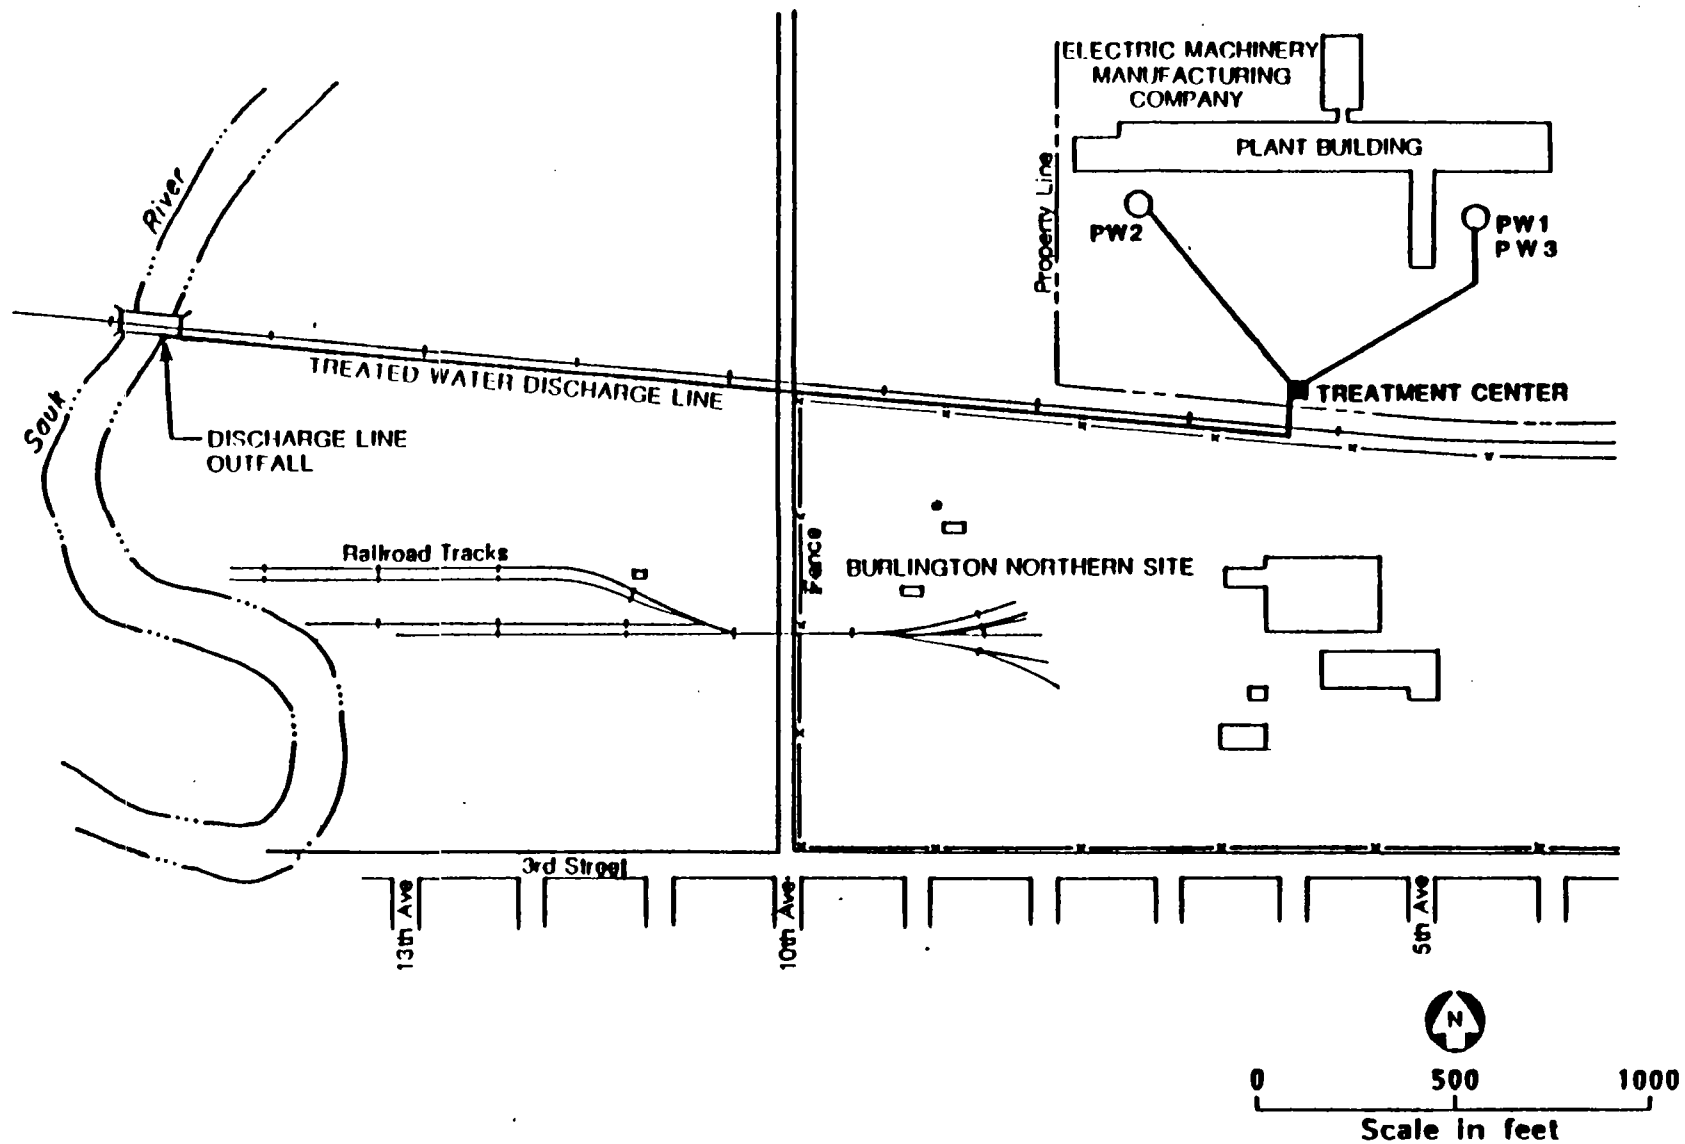 ELECTRIC MACHINERY
MANUFACTURING
COMPANY
PLANT BUILDING
Property Line
PW2
PW1
PW3
River
TREATED WATER DISCHARGE LINE
TREATMENT CENTER
Sauk
DISCHARGE LINE
OUTFALL
Railroad Tracks
Fence
BURLINGTON NORTHERN SITE
3rd Street
13th Ave
10th Ave
5th Ave
N
0 500 1000
Scale in feet